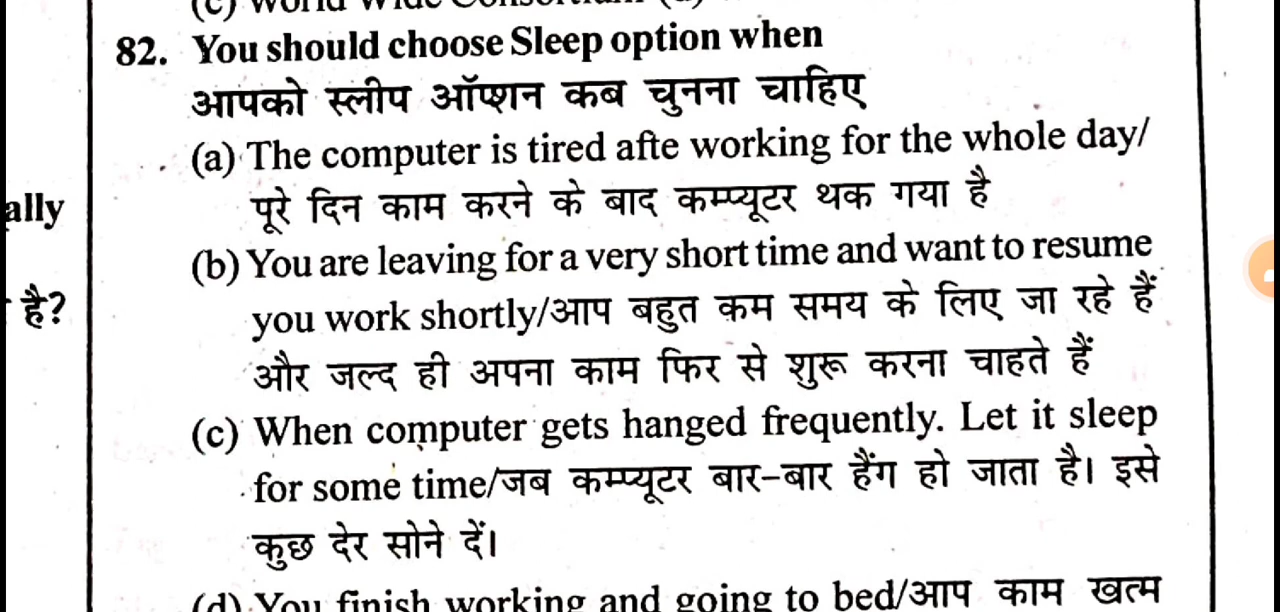 82. You should choose Sleep option when
आपको स्लीप ऑप्शन कब चुनना चाहिए
(a) The computer is tired afte working for the whole day/
ally
पूरे दिन काम करने के बाद कम्प्यूटर थक गया है
(b) You are leaving for a very short time and want to resume
है?
you work shortly/आप बहुत कम समय के लिए जा रहे हैं
और जल्द ही अपना काम फिर से शुरू करना चाहते हैं
(c) When computer gets hanged frequently. Let it sleep
for some time/जब कम्प्यूटर बार-बार हैंग हो जाता है। इसे
कुछ देर सोने दें।
(d) You finish working and going to bed/आप काम खत्म